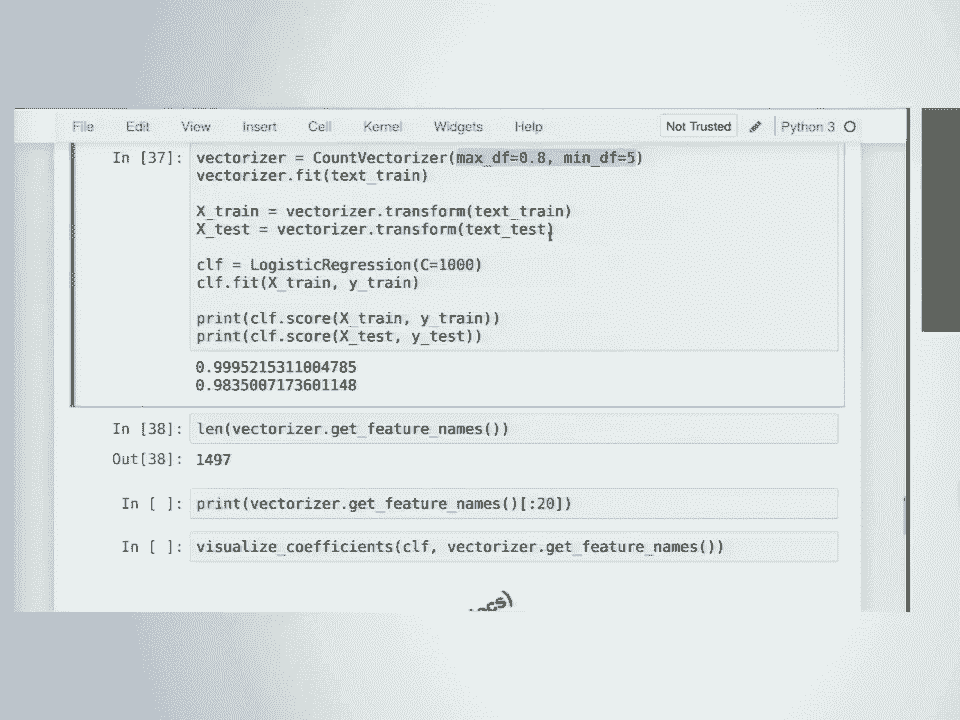 File Edit View Insert Cell Kernel Widgets Help Not Trusted Python 3
In [37]: vectorizer = CountVectorizer(max_df=0.8, min_df=5)
vectorizer.fit(text_train)
X_train = vectorizer.transform(text_train)
X_test = vectorizer.transform(text_test)
clf = LogisticRegression(C=1000)
clf.fit(X_train, y_train)
print(clf.score(X_train, y_train))
print(clf.score(X_test, y_test))
0.9995215311004785
0.9835007173601148
In [38]: len(vectorizer.get_feature_names())
Out[38]: 1497
In [ ]: print(vectorizer.get_feature_names()[:20])
In [ ]: visualize_coefficients(clf, vectorizer.get_feature_names())